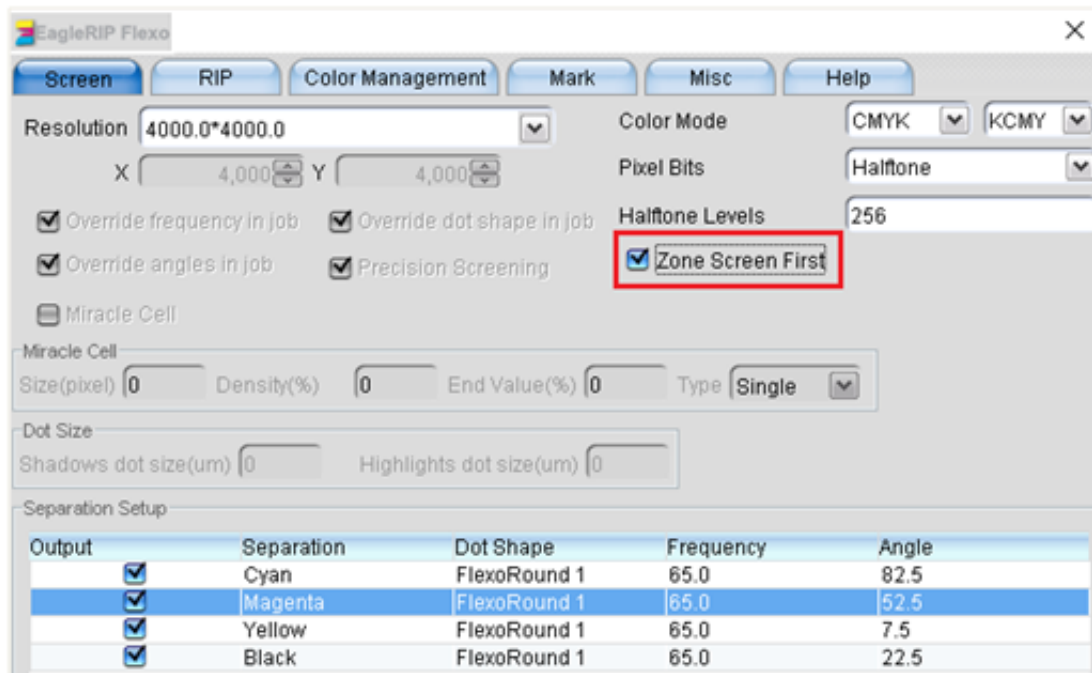 EagleRIP Flexo
Screen RIP Color Management Mark Misc Help
Resolution 4000.0*4000.0 Color Mode CMYK KCMY
X 4,000 Y 4,000 Pixel Bits Halftone
Override frequency in job Override dot shape in job Halftone Levels 256
Override angles in job Precision Screening Zone Screen First
Miracle Cell
Miracle Cell
Size(pixel) 0 Density(%) 0 End Value(%) 0 Type Single
Dot Size
Shadows dot size(um) 0 Highlights dot size(um) 0
Separation Setup
Output Separation Dot Shape Frequency Angle
Cyan FlexoRound 1 65.0 82.5
Magenta FlexoRound 1 65.0 52.5
Yellow FlexoRound 1 65.0 7.5
Black FlexoRound 1 65.0 22.5